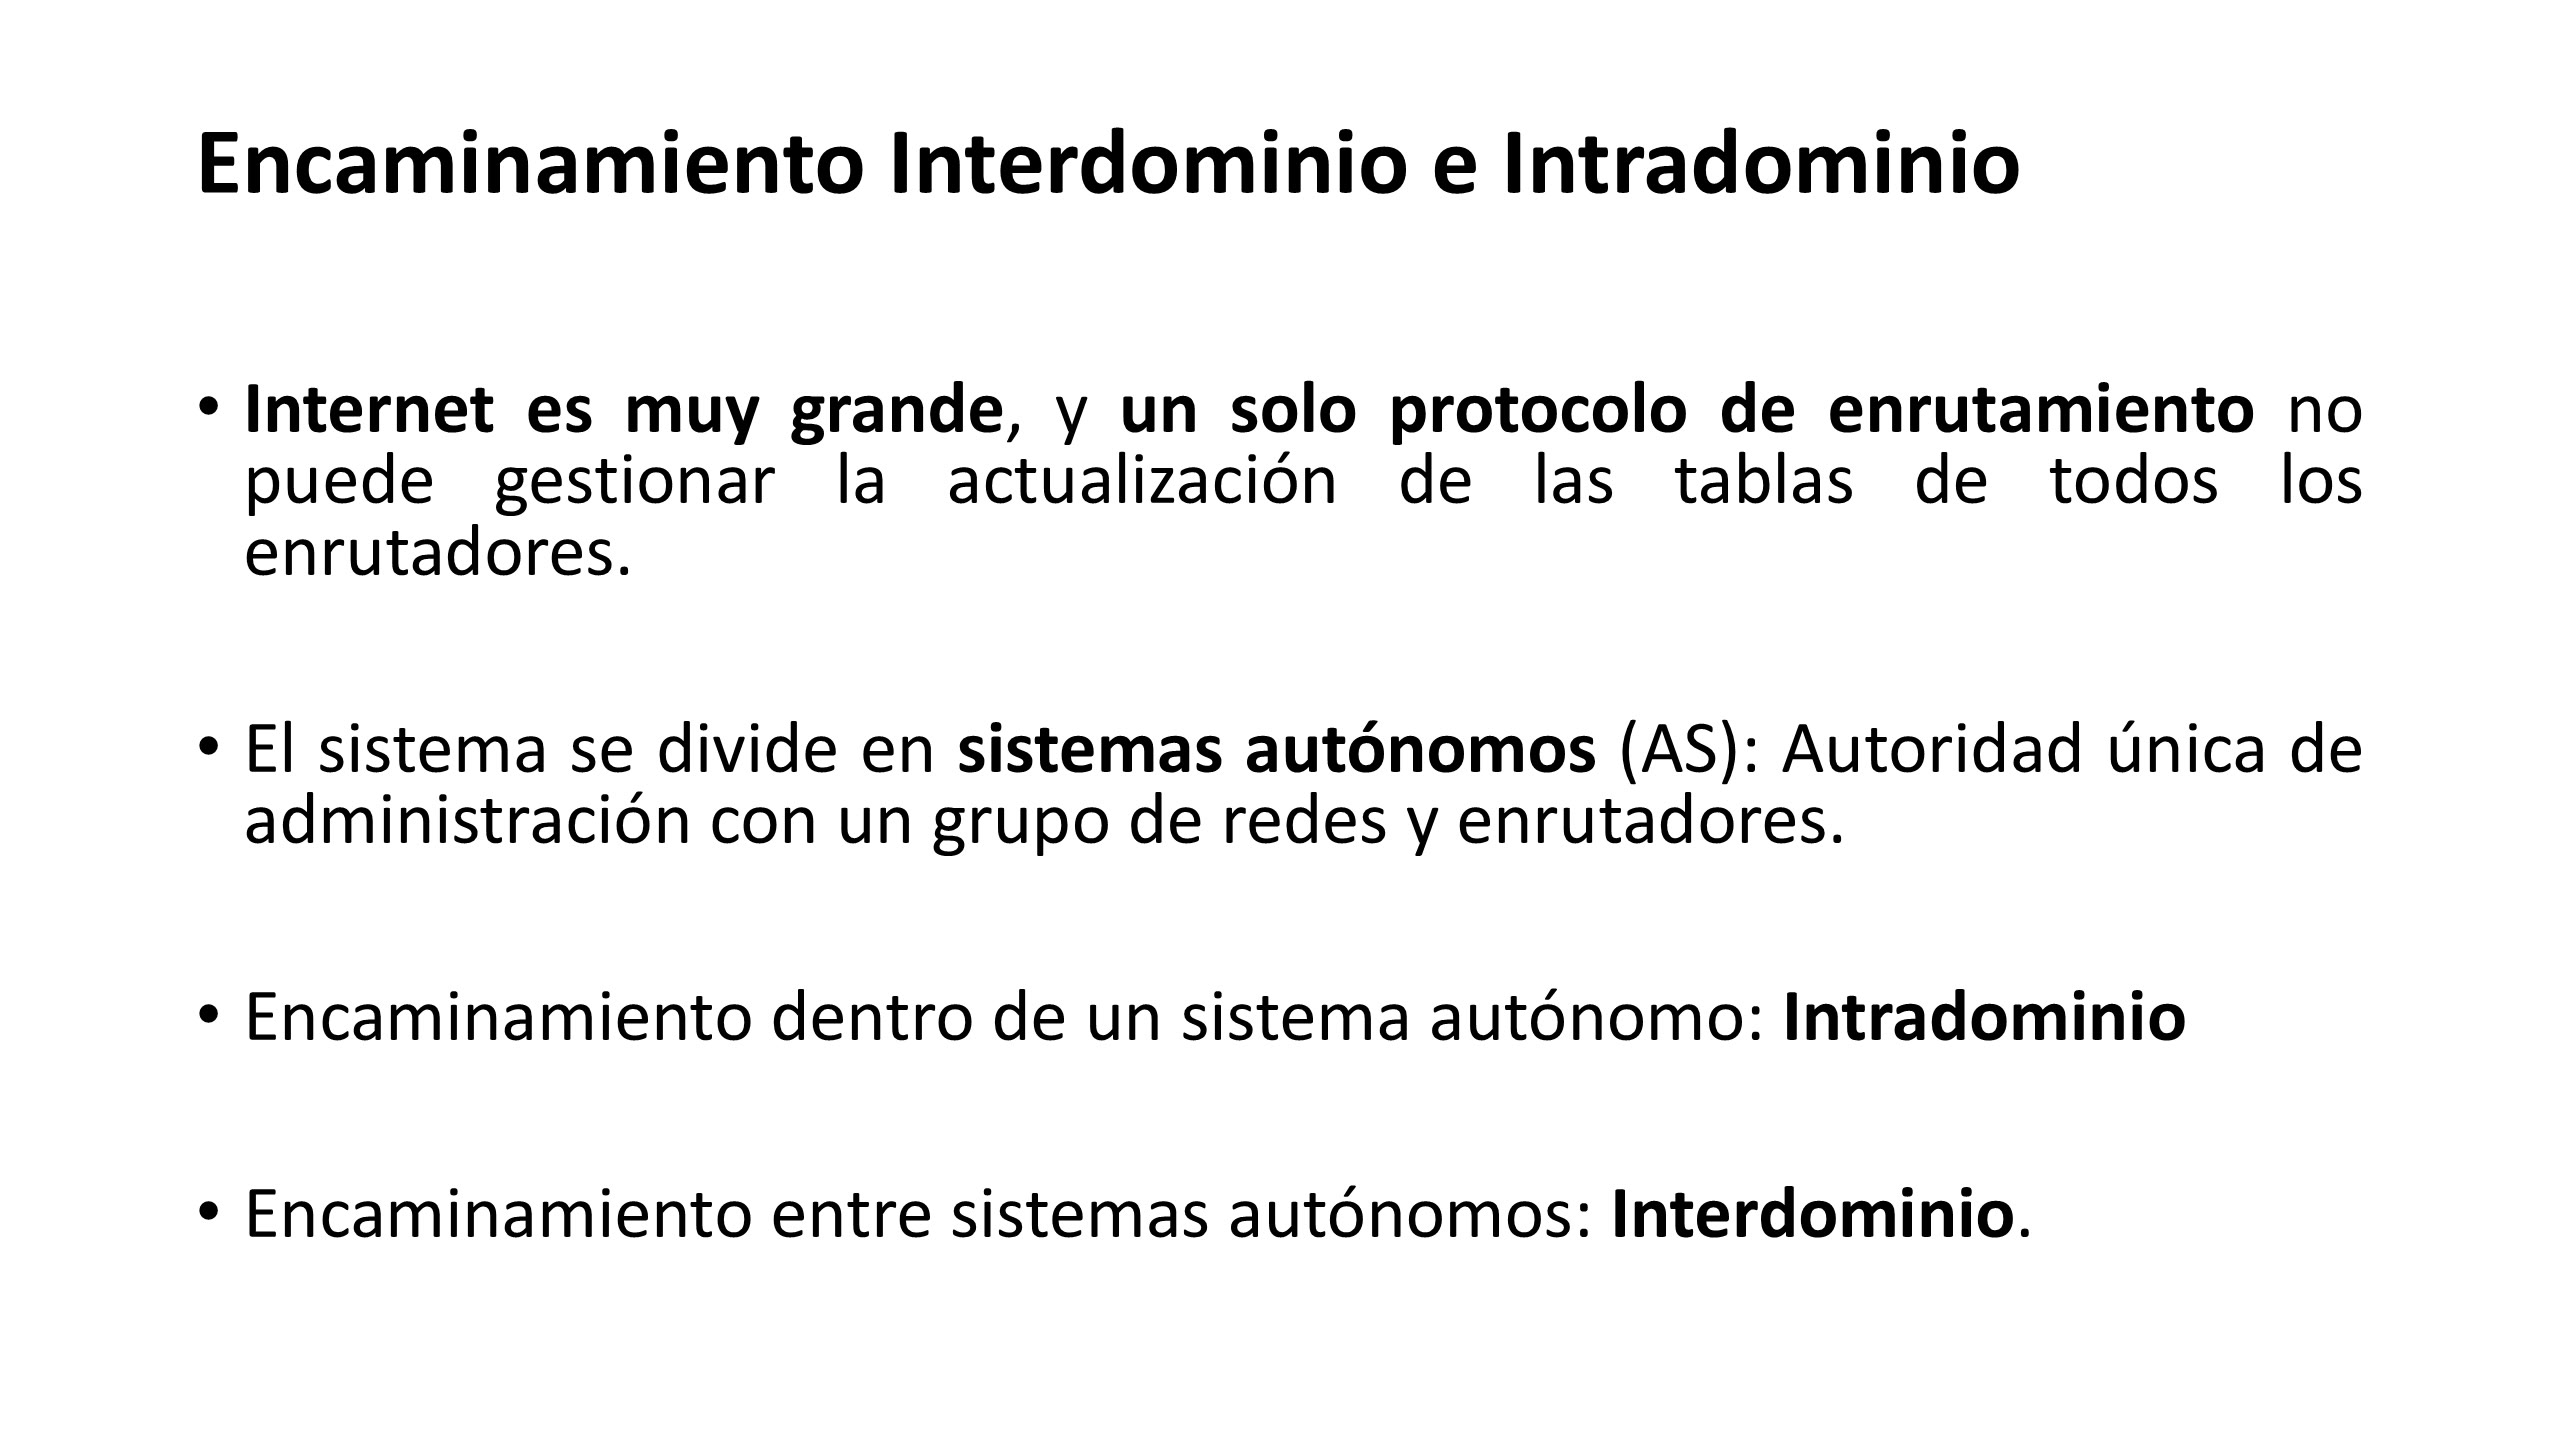 Encaminamiento Interdominio e Intradominio
• Internet es muy grande, y un solo protocolo de enrutamiento no
puede gestionar la actualización de las tablas de todos los
enrutadores.
• El sistema se divide en sistemas autónomos (AS): Autoridad única de
administración con un grupo de redes y enrutadores.
• Encaminamiento dentro de un sistema autónomo: Intradominio
• Encaminamiento entre sistemas autónomos: Interdominio.